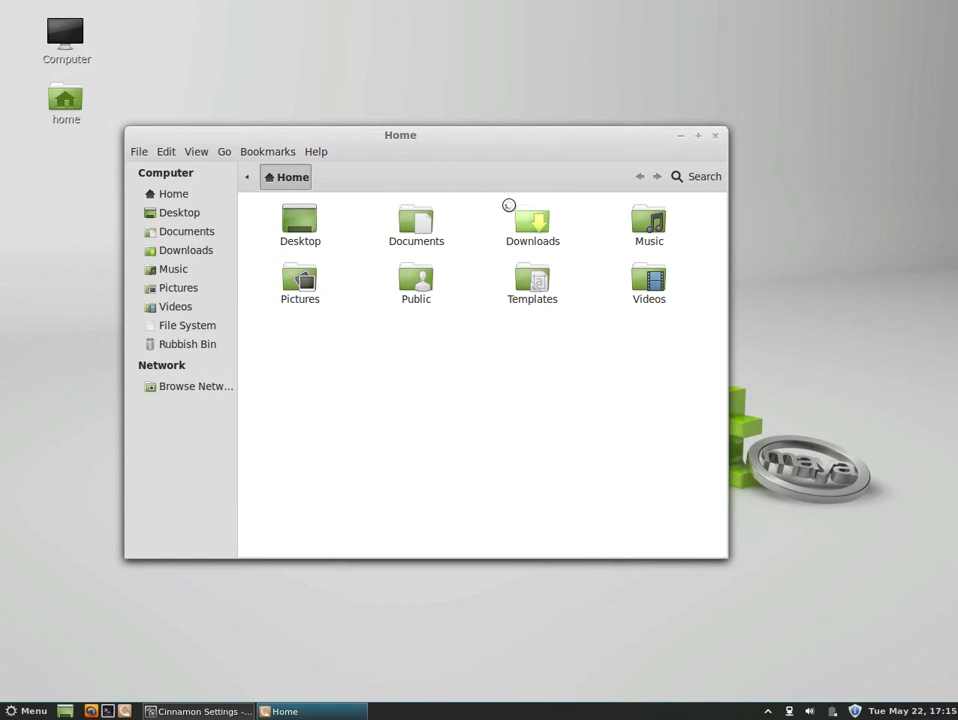 Computer
home
Home
File Edit View Go Bookmarks Help
Computer
Home
Desktop
Documents
Downloads
Music
Pictures
Videos
File System
Rubbish Bin
Network
Browse Netw...
Home
Search
Desktop Documents Downloads Music
Pictures Public Templates Videos
maya
Menu
Cinnamon Settings -...
Home
Tue May 22, 17:15